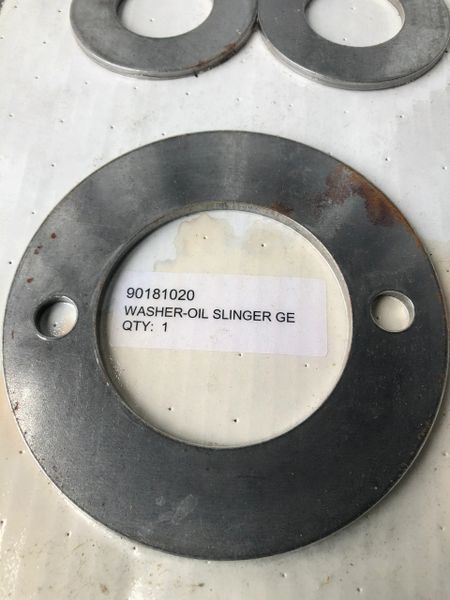 90181020
WASHER-OIL SLINGER GE
QTY: 1